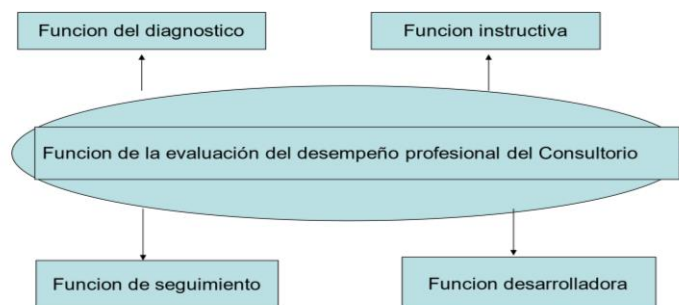 Funcion del diagnostico
Funcion instructiva
Funcion de la evaluación del desempeño profesional del Consultorio
Funcion de seguimiento
Funcion desarrolladora